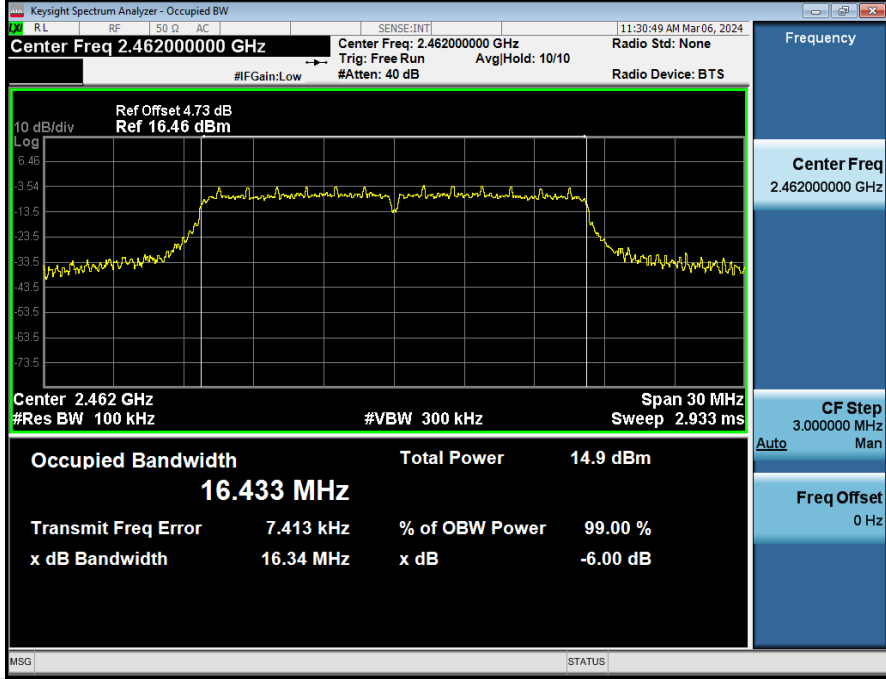 Keysight Spectrum Analyzer - Occupied BW
LXI RL RF 50 Ω AC SENSE:INT 11:30:49 AM Mar 06, 2024
Center Freq 2.462000000 GHz Center Freq: 2.462000000 GHz Radio Std: None
Trig: Free Run Avg|Hold: 10/10
#IFGain:Low #Atten: 40 dB Radio Device: BTS
Ref Offset 4.73 dB
10 dB/div Ref 16.46 dBm
Log
6.46
-3.54
-13.5
-23.5
-33.5
-43.5
-53.5
-63.5
-73.5
Center 2.462 GHz Span 30 MHz
#Res BW 100 kHz #VBW 300 kHz Sweep 2.933 ms
Occupied Bandwidth Total Power 14.9 dBm
16.433 MHz
Transmit Freq Error 7.413 kHz % of OBW Power 99.00 %
x dB Bandwidth 16.34 MHz x dB -6.00 dB
MSG STATUS
Frequency
Center Freq
2.462000000 GHz
CF Step
3.000000 MHz
Auto Man
Freq Offset
0 Hz